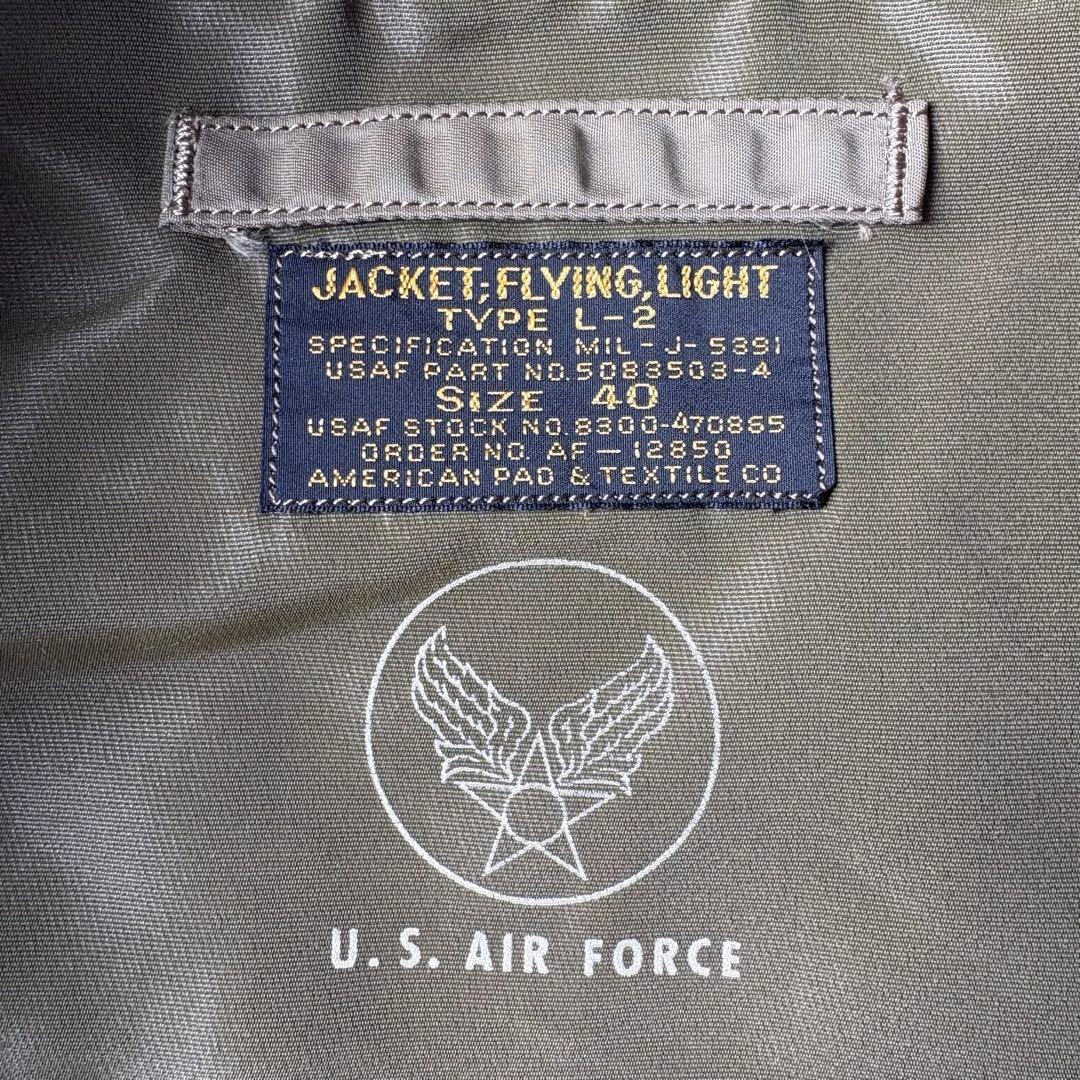 JACKET;FLYING,LIGHT
TYPE L-2
SPECIFICATION MIL-J-5391
USAF PART NO.5083503-4
SIZE 40
USAF STOCK NO.8300-470865
ORDER NO. AF-12850
AMERICAN PAD & TEXTILE CO
U. S. AIR FORCE